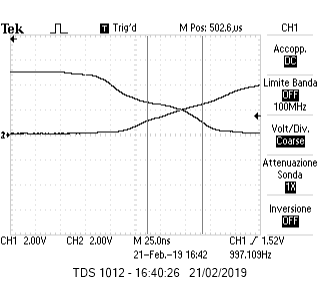 Tek T Trig'd M Pos: 502.6µs CH1
Accopp.
DC
Limite Banda
OFF
100MHz
Volt/Div.
Coarse
2
Attenuazione
Sonda
1X
Inversione
OFF
CH1 2.00V CH2 2.00V M 25.0ns CH1 / 1.52V
21-Feb.-19 16:42 997.109Hz
TDS 1012 - 16:40:26 21/02/2019